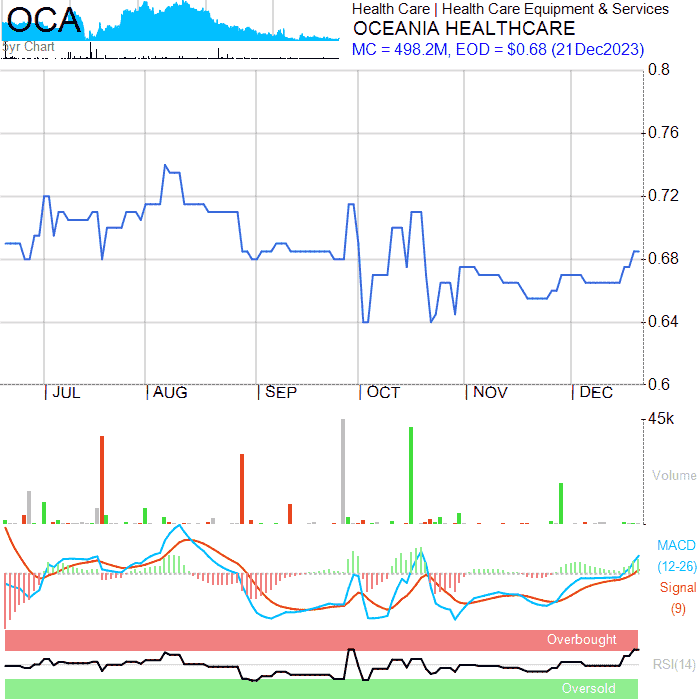 OCA
5yr Chart
Health Care | Health Care Equipment & Services
OCEANIA HEALTHCARE
MC = 498.2M, EOD = $0.68 (21Dec2023)
0.8
0.76
0.72
0.68
0.64
0.6
JUL AUG SEP OCT NOV DEC
45k
Volume
MACD
(12-26)
Signal
(9)
Overbought
RSI(14)
Oversold